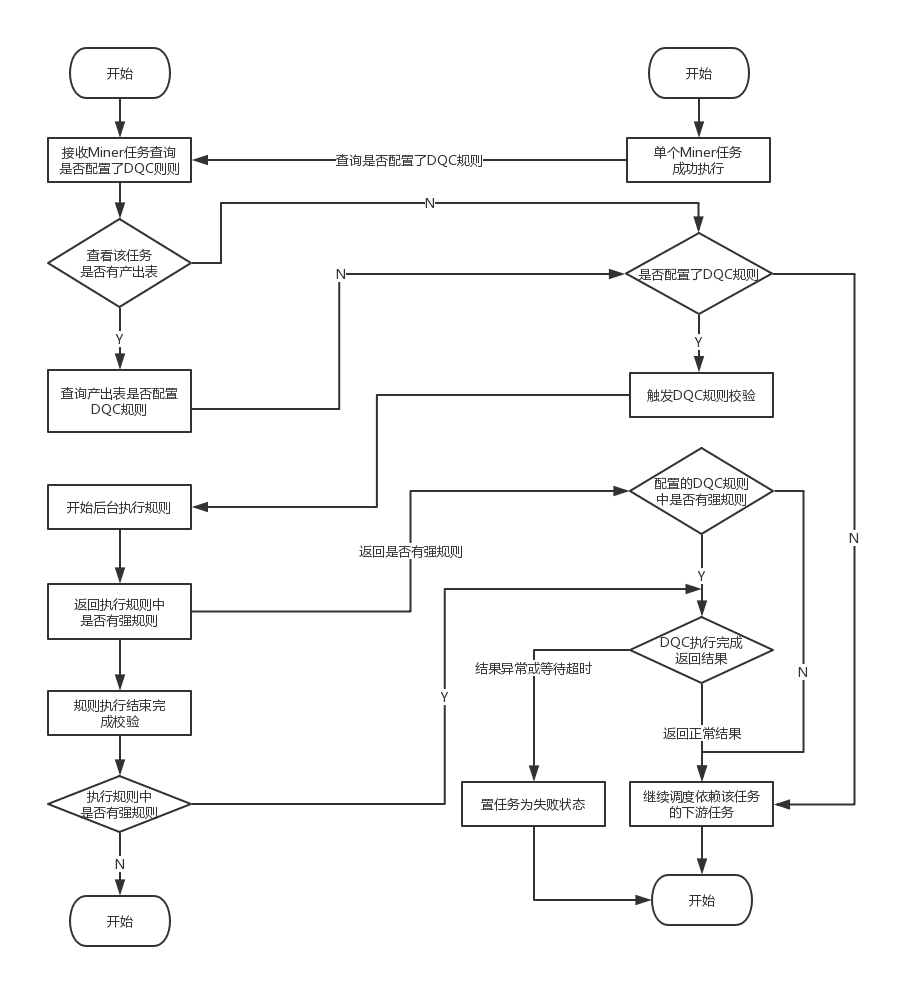 开始
开始
接收Miner任务查询
是否配置了DQC则则
查询是否配置了DQC规则
单个Miner任务
成功执行
N
查看该任务
是否有产出表
N
是否配置了DQC规则
Y
Y
查询产出表是否配置
DQC规则
触发DQC规则校验
配置的DQC规则
中是否有强规则
开始后台执行规则
返回是否有强规则
N
Y
返回执行规则中
是否有强规则
DQC执行完成
返回结果
结果异常或等待超时
N
Y
规则执行结束完
成校验
返回正常结果
执行规则中
是否有强规则
置任务为失败状态
继续调度依赖该任务
的下游任务
N
开始
开始